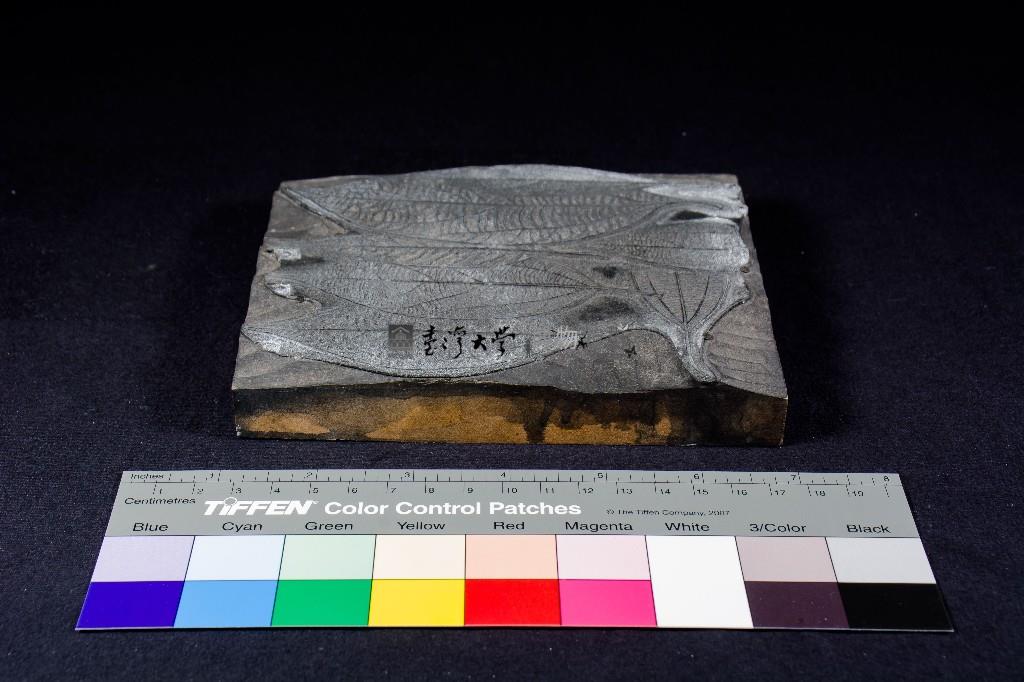 臺灣大學
Inches 1 2 3 4 5 6 7 8
1 2 3 4 5 6 7 8 9 10 11 12 13 14 15 16 17 18 19
Centimetres
TIFFEN Color Control Patches © The Tiffen Company, 2007
Blue Cyan Green Yellow Red Magenta White 3/Color Black